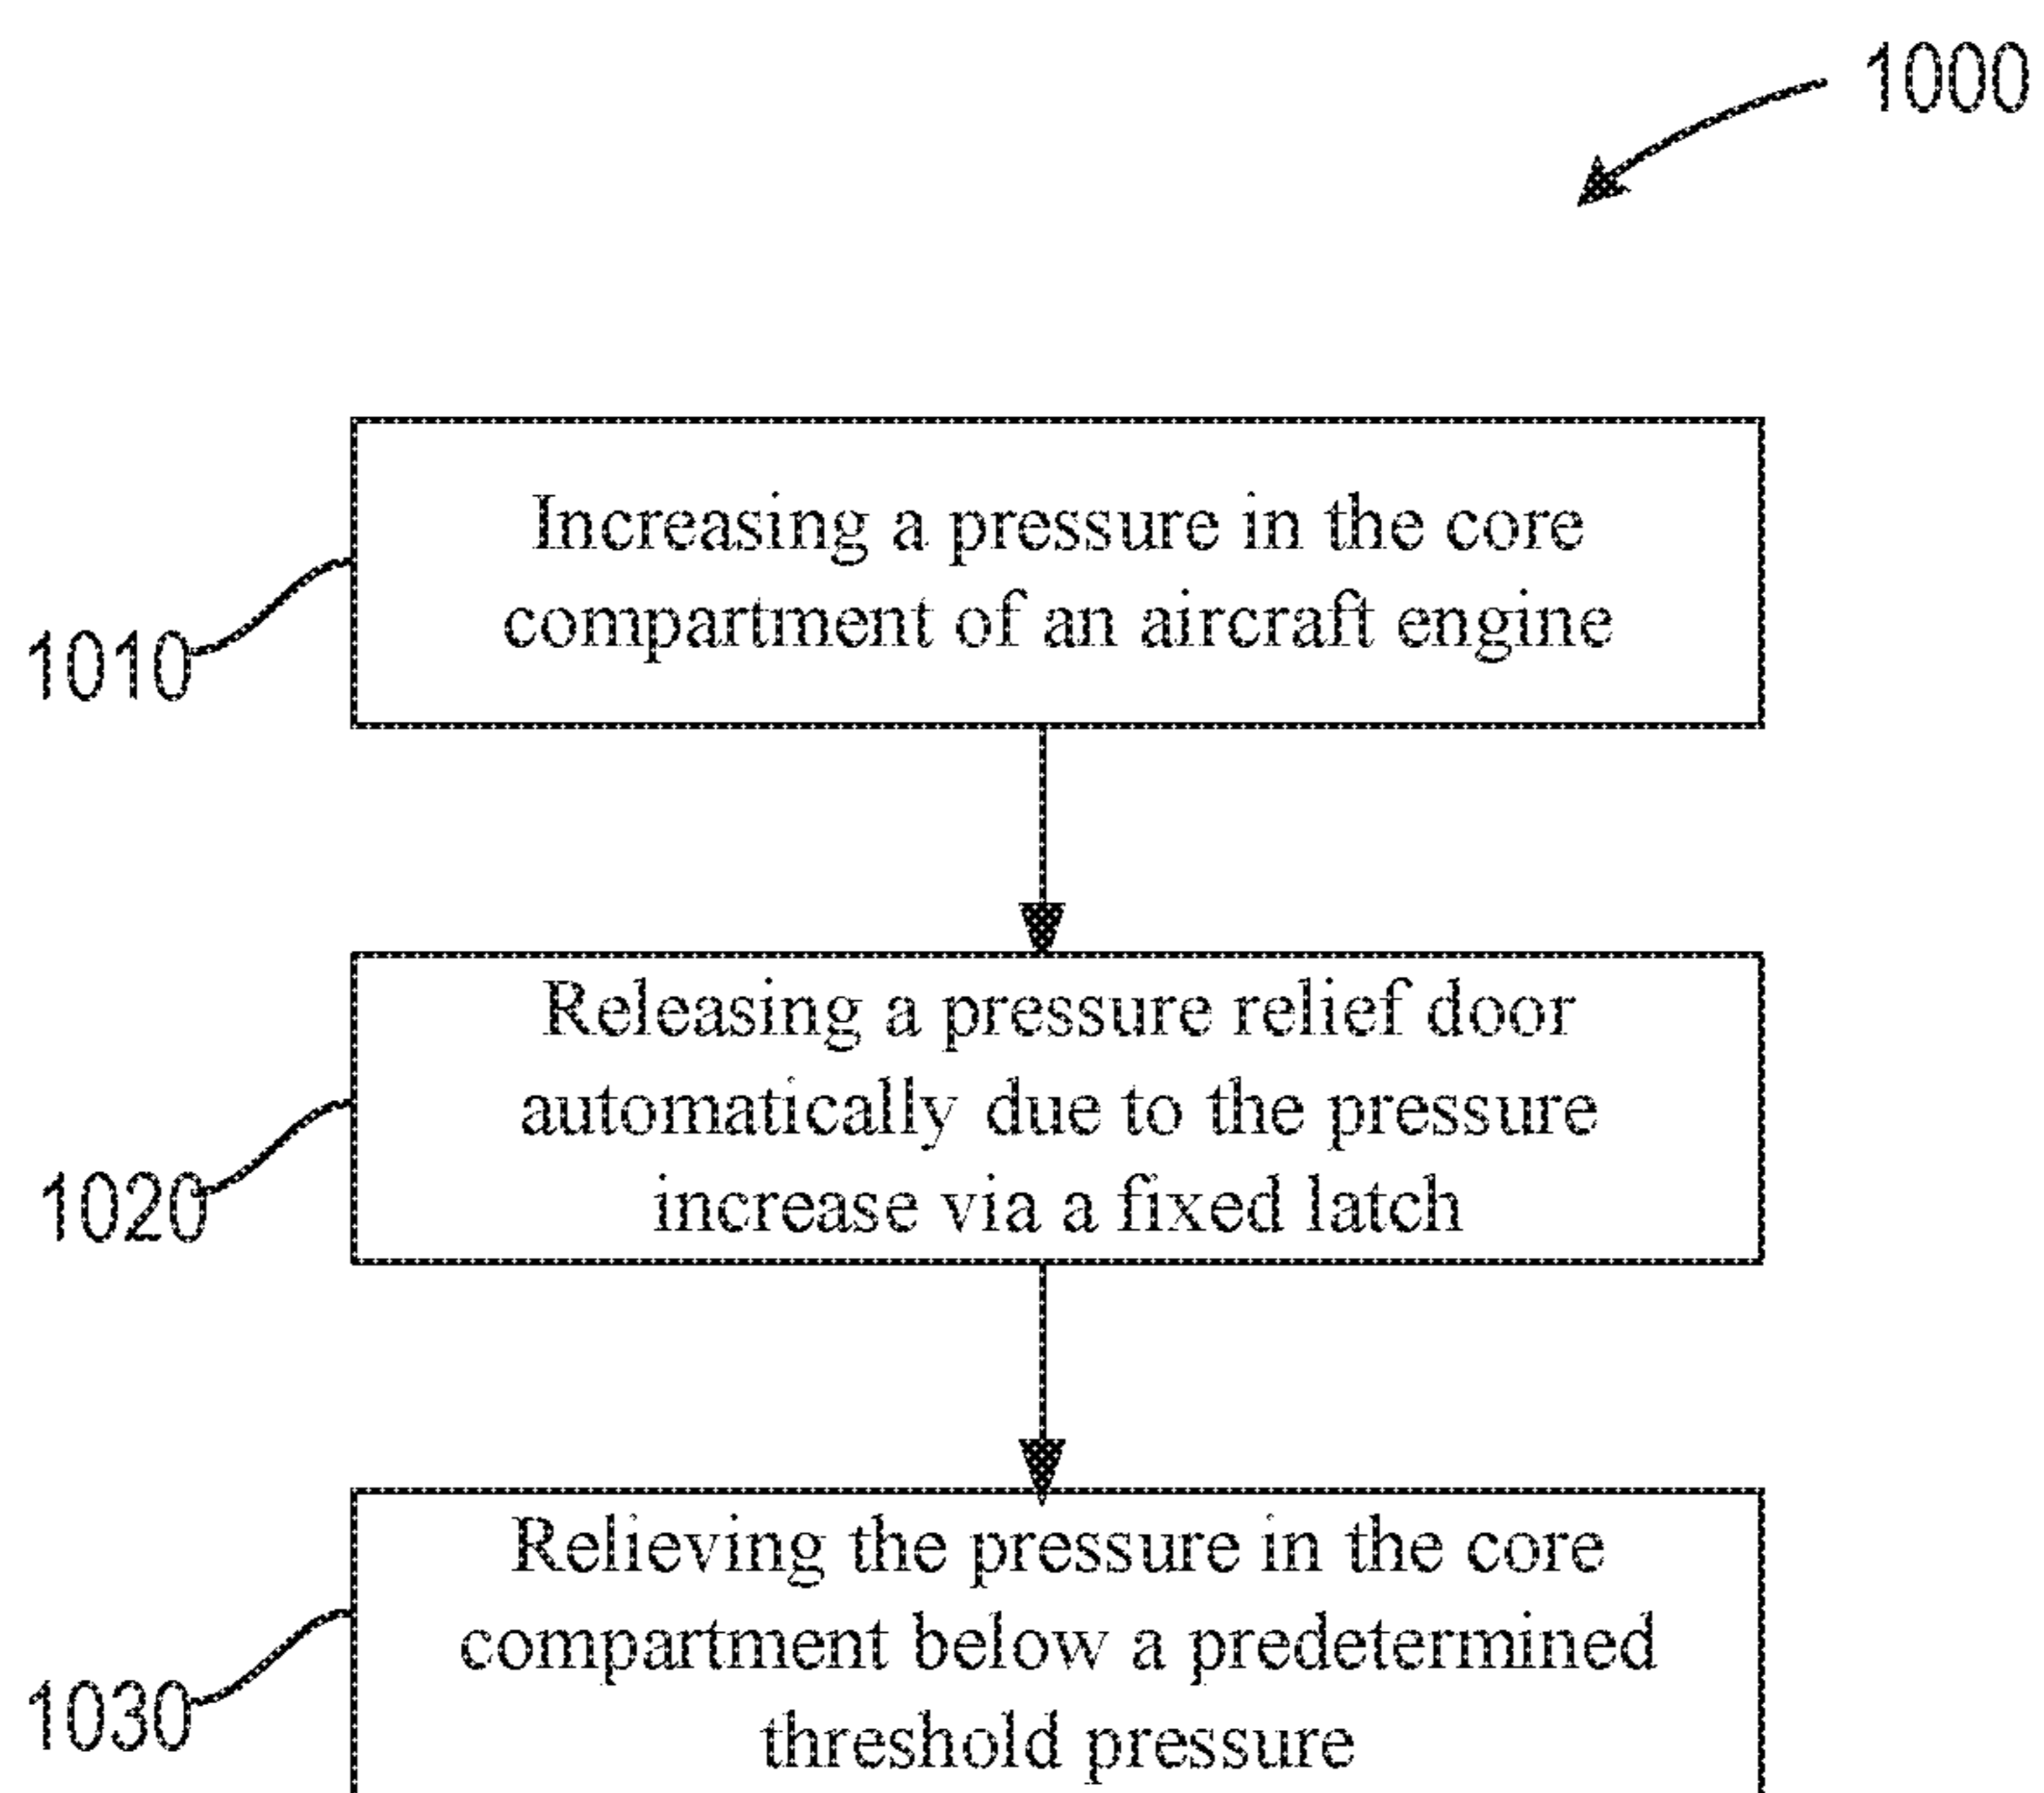 1000
Increasing a pressure in the core
compartment of an aircraft engine
1010
Releasing a pressure relief door
automatically due to the pressure
increase via a fixed latch
1020
Relieving the pressure in the core
compartment below a predetermined
threshold pressure
1030